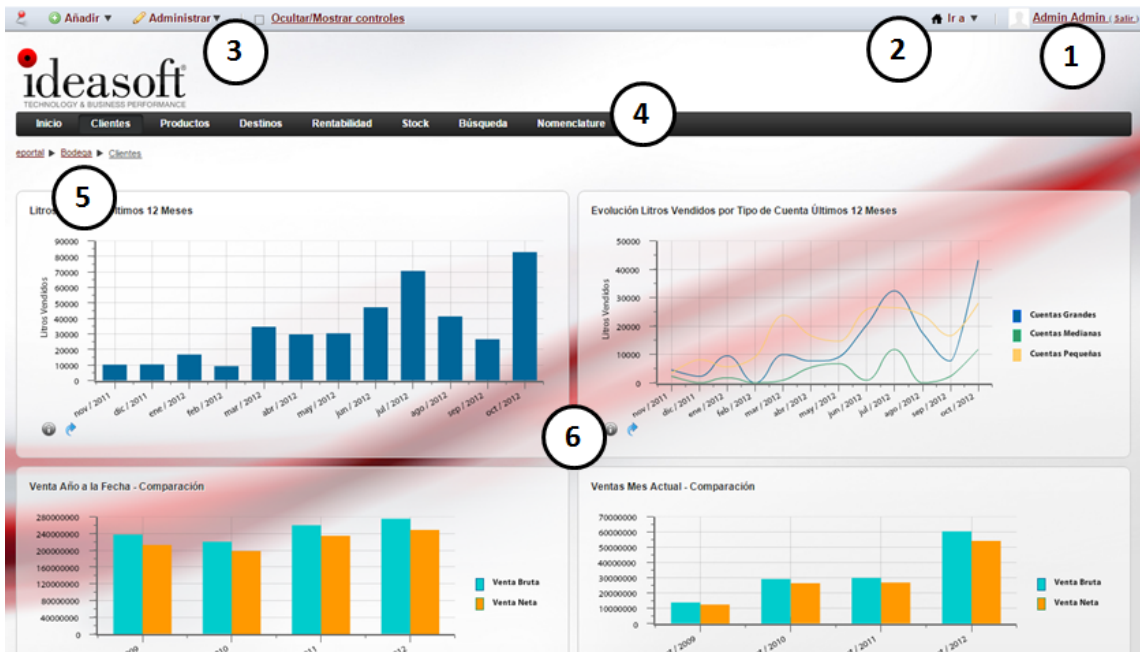 Añadir ▼ Administrar ▼ Ocultar/Mostrar controles Ir a ▼ Admin Admin ( Salir )
3
2
1
ideasoft
TECHNOLOGY & BUSINESS PERFORMANCE
Inicio Clientes Productos Destinos Rentabilidad Stock Búsqueda Nomenclature
4
eportal ▶ Bodega ▶ Clientes
5
Litros ltimos 12 Meses
90000
80000
70000
60000
50000
40000
30000
20000
10000
0
Litros Vendidos
nov / 2011 dic / 2011 ene / 2012 feb / 2012 mar / 2012 abr / 2012 may / 2012 jun / 2012 jul / 2012 ago / 2012 sep / 2012 oct / 2012
Evolución Litros Vendidos por Tipo de Cuenta Últimos 12 Meses
50000
40000
30000
20000
10000
0
Litros Vendidos
nov / 2011 dic / 2011 ene / 2012 feb / 2012 mar / 2012 abr / 2012 may / 2012 jun / 2012 jul / 2012 ago / 2012 sep / 2012 oct / 2012
Cuentas Grandes
Cuentas Medianas
Cuentas Pequeñas
6
Venta Año a la Fecha - Comparación
280000000
240000000
200000000
160000000
120000000
80000000
40000000
0
Venta Bruta
Venta Neta
Ventas Mes Actual - Comparación
70000000
60000000
50000000
40000000
30000000
20000000
10000000
0
Venta Bruta
Venta Neta